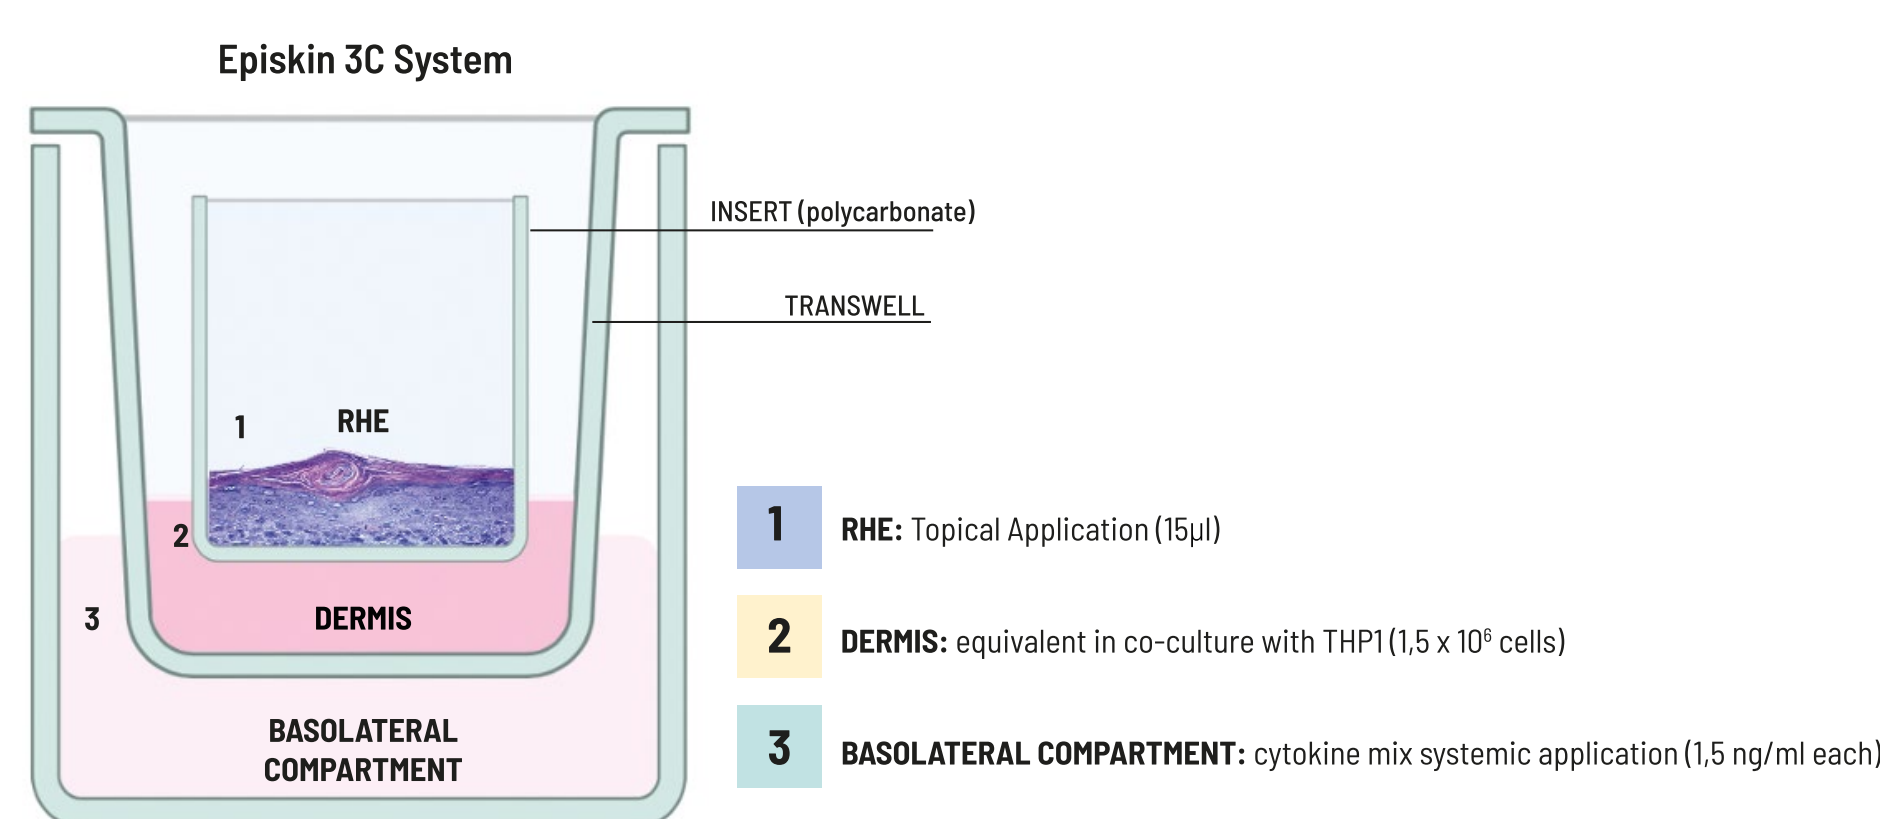 Episkin 3C System
INSERT (polycarbonate)
TRANSWELL
1
RHE
2
DERMIS
3
BASOLATERAL
COMPARTMENT
1
RHE: Topical Application (15µl)
2
DERMIS: equivalent in co-culture with THP1 (1,5 x 10⁶ cells)
3
BASOLATERAL COMPARTMENT: cytokine mix systemic application (1,5 ng/ml each)